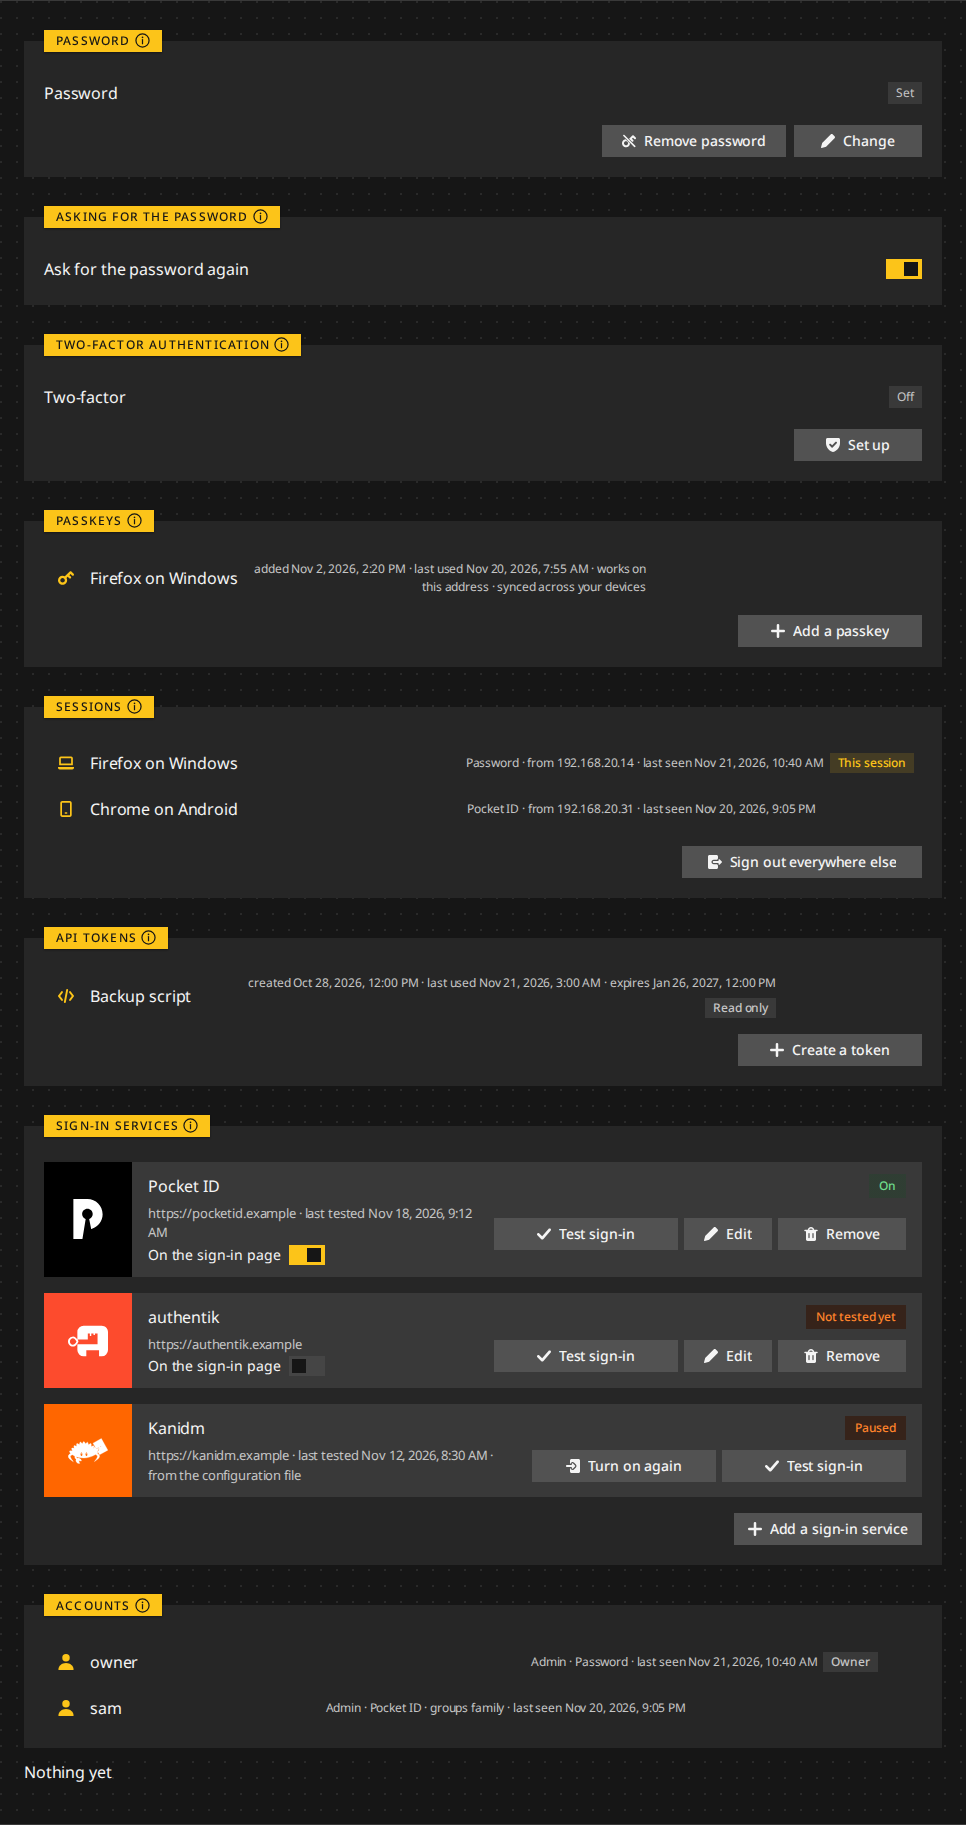 PASSWORD
Password
Set
Remove password
Change
ASKING FOR THE PASSWORD
Ask for the password again
TWO-FACTOR AUTHENTICATION
Two-factor
Off
Set up
PASSKEYS
Firefox on Windows
added Nov 2, 2026, 2:20 PM · last used Nov 20, 2026, 7:55 AM · works on
this address · synced across your devices
Add a passkey
SESSIONS
Firefox on Windows
Password · from 192.168.20.14 · last seen Nov 21, 2026, 10:40 AM
This session
Chrome on Android
Pocket ID · from 192.168.20.31 · last seen Nov 20, 2026, 9:05 PM
Sign out everywhere else
API TOKENS
Backup script
created Oct 28, 2026, 12:00 PM · last used Nov 21, 2026, 3:00 AM · expires Jan 26, 2027, 12:00 PM
Read only
Create a token
SIGN-IN SERVICES
Pocket ID
On
https://pocketid.example · last tested Nov 18, 2026, 9:12
AM
On the sign-in page
Test sign-in
Edit
Remove
authentik
Not tested yet
https://authentik.example
On the sign-in page
Test sign-in
Edit
Remove
Kanidm
Paused
https://kanidm.example · last tested Nov 12, 2026, 8:30 AM ·
from the configuration file
Turn on again
Test sign-in
Add a sign-in service
ACCOUNTS
owner
Admin · Password · last seen Nov 21, 2026, 10:40 AM
Owner
sam
Admin · Pocket ID · groups family · last seen Nov 20, 2026, 9:05 PM
Nothing yet